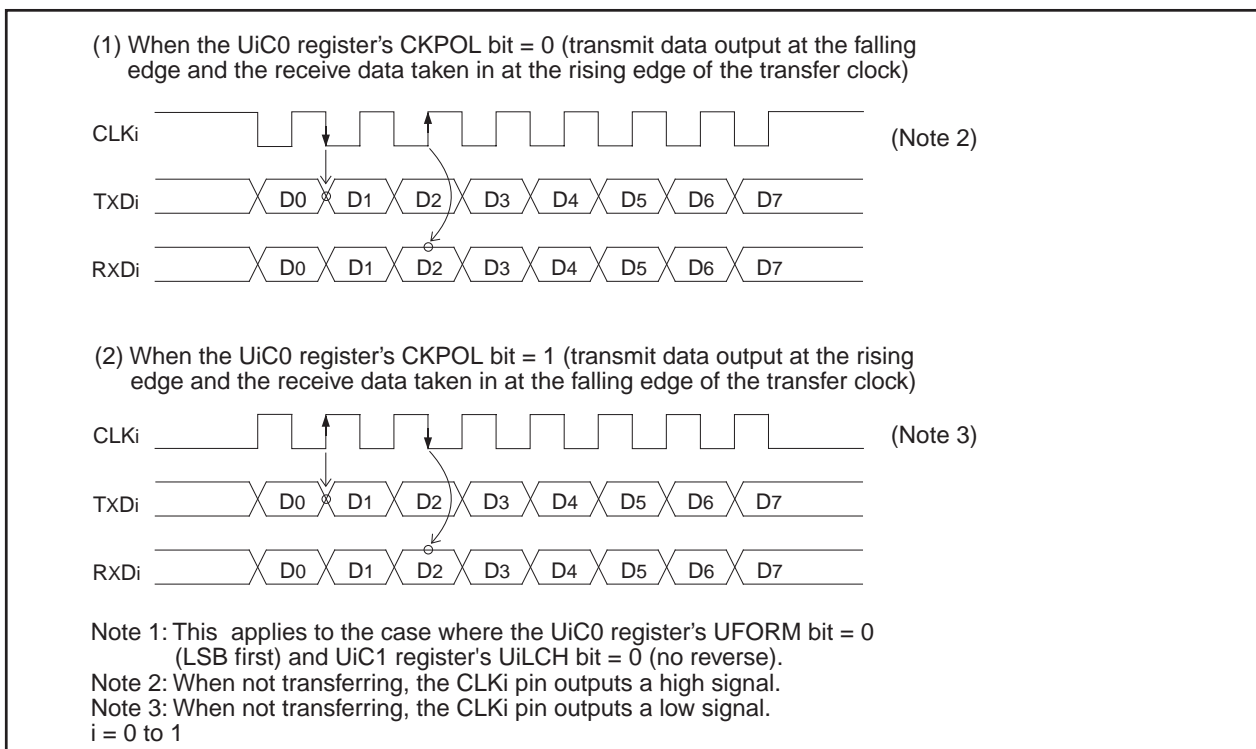 (1) When the UiC0 register's CKPOL bit = 0 (transmit data output at the falling
edge and the receive data taken in at the rising edge of the transfer clock)
CLKi
(Note 2)
TXDi D0 D1 D2 D3 D4 D5 D6 D7
RXDi D0 D1 D2 D3 D4 D5 D6 D7
(2) When the UiC0 register's CKPOL bit = 1 (transmit data output at the rising
edge and the receive data taken in at the falling edge of the transfer clock)
CLKi
(Note 3)
TXDi D0 D1 D2 D3 D4 D5 D6 D7
RXDi D0 D1 D2 D3 D4 D5 D6 D7
Note 1: This applies to the case where the UiC0 register's UFORM bit = 0
(LSB first) and UiC1 register's UiLCH bit = 0 (no reverse).
Note 2: When not transferring, the CLKi pin outputs a high signal.
Note 3: When not transferring, the CLKi pin outputs a low signal.
i = 0 to 1